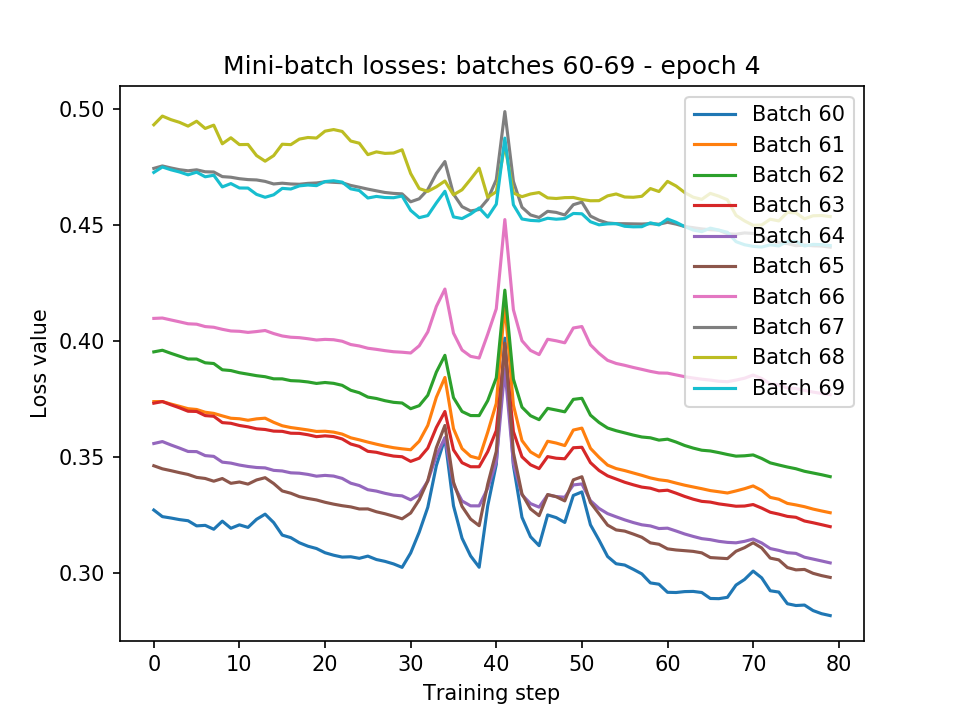 Mini-batch losses: batches 60-69 - epoch 4
Loss value
0.50
0.45
0.40
0.35
0.30
Batch 60
Batch 61
Batch 62
Batch 63
Batch 64
Batch 65
Batch 66
Batch 67
Batch 68
Batch 69
0 10 20 30 40 50 60 70 80
Training step